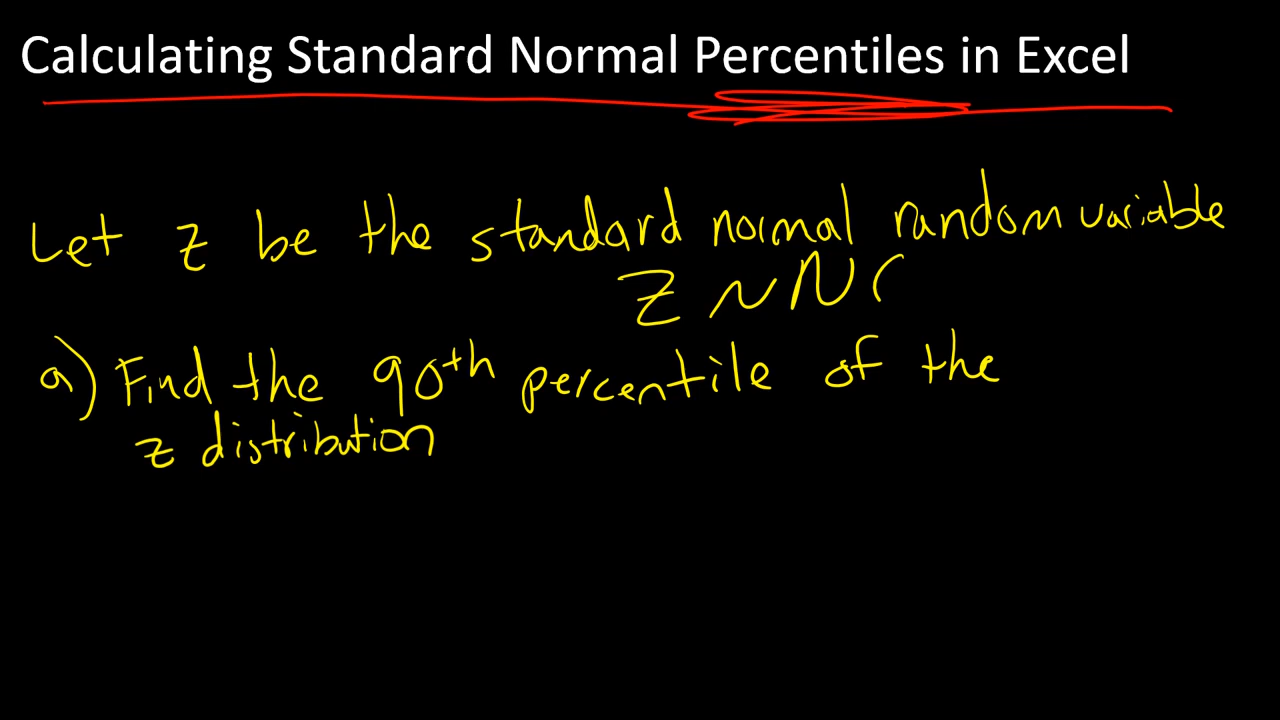 Calculating Standard Normal Percentiles in Excel
Let z be the standard normal random variable
Z ~ N (
a) Find the 90th percentile of the
z distribution